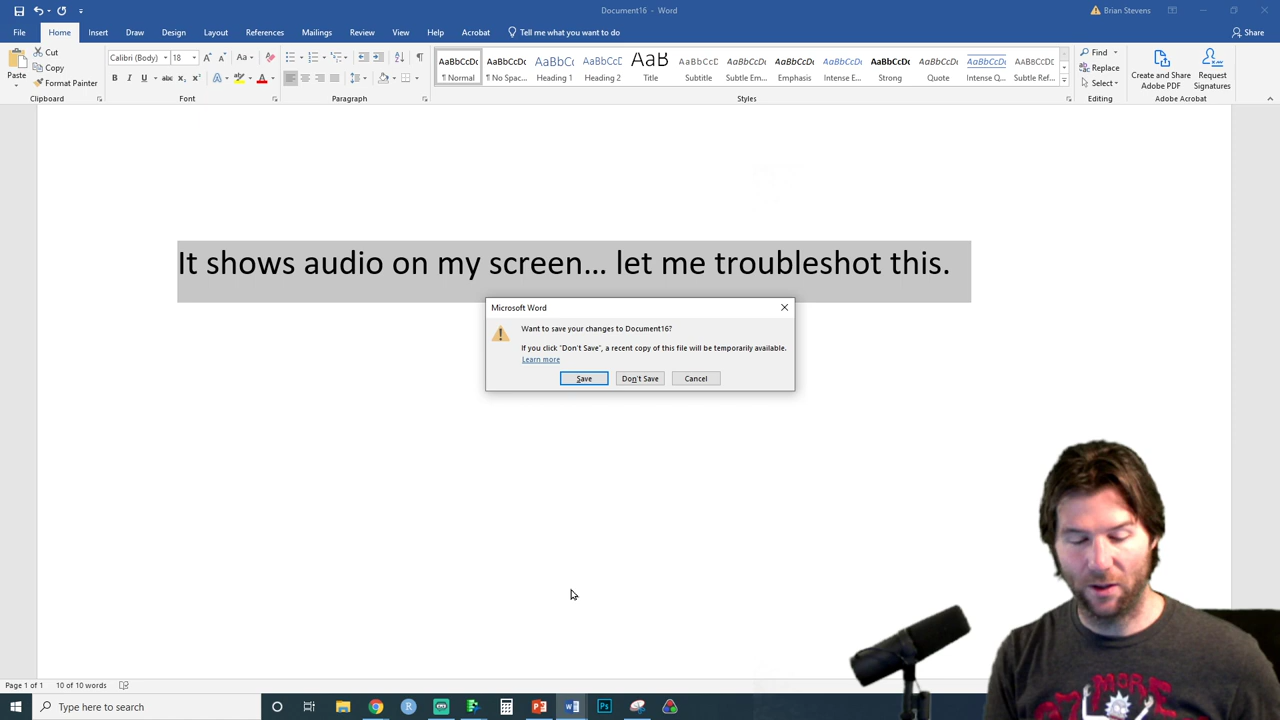 Document16 - Word
Brian Stevens
File Home Insert Draw Design Layout References Mailings Review View Help Acrobat Tell me what you want to do Share
Paste
Cut
Copy
Format Painter
Clipboard
Calibri (Body) 18 Aa
B I U abc x₂ x² A A
Font
Paragraph
AaBbCcDc AaBbCcDc AaBbCc AaBbCcC AaB AaBbCcC AaBbCcDc AaBbCcDc AaBbCcDc AaBbCcDc AaBbCcDc AaBbCcDc AaBbCcDc
¶ Normal ¶ No Spac... Heading 1 Heading 2 Title Subtitle Subtle Em... Emphasis Intense E... Strong Quote Intense Q... Subtle Ref...
Styles
Find
Replace
Select
Editing
Create and Share
Adobe PDF
Request
Signatures
Adobe Acrobat
It shows audio on my screen… let me troubleshot this.
Microsoft Word
Want to save your changes to Document16?
If you click "Don't Save", a recent copy of this file will be temporarily available.
Learn more
Save Don't Save Cancel
Page 1 of 1 10 of 10 words
Type here to search